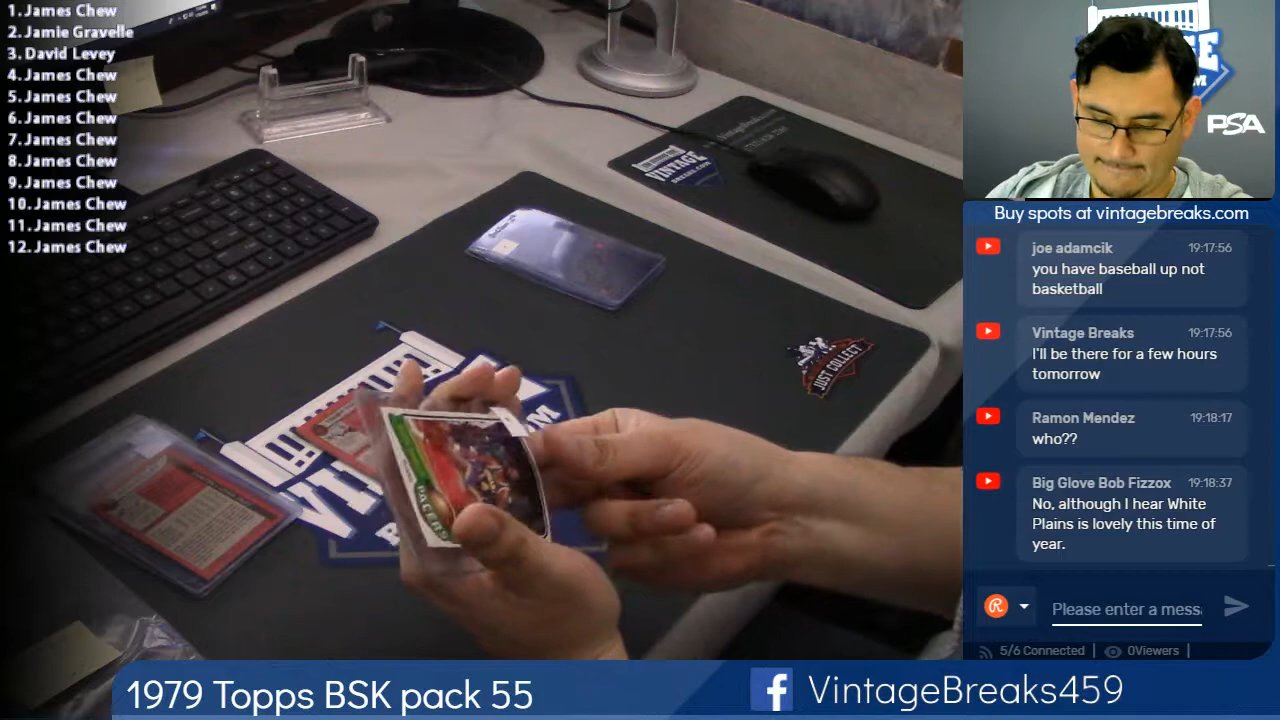 1. James Chew
2. Jamie Gravelle
3. David Levey
4. James Chew
5. James Chew
6. James Chew
7. James Chew
8. James Chew
9. James Chew
10. James Chew
11. James Chew
12. James Chew
VINTAGE
JUST COLLECT
PACERS
PSA
Buy spots at vintagebreaks.com
joe adamcik 19:17:56
you have baseball up not
basketball
Vintage Breaks 19:17:56
I'll be there for a few hours
tomorrow
Ramon Mendez 19:18:17
who??
Big Glove Bob Fizzox 19:18:37
No, although I hear White
Plains is lovely this time of
year.
Please enter a messa
5/6 Connected | 0Viewers |
1979 Topps BSK pack 55
VintageBreaks459